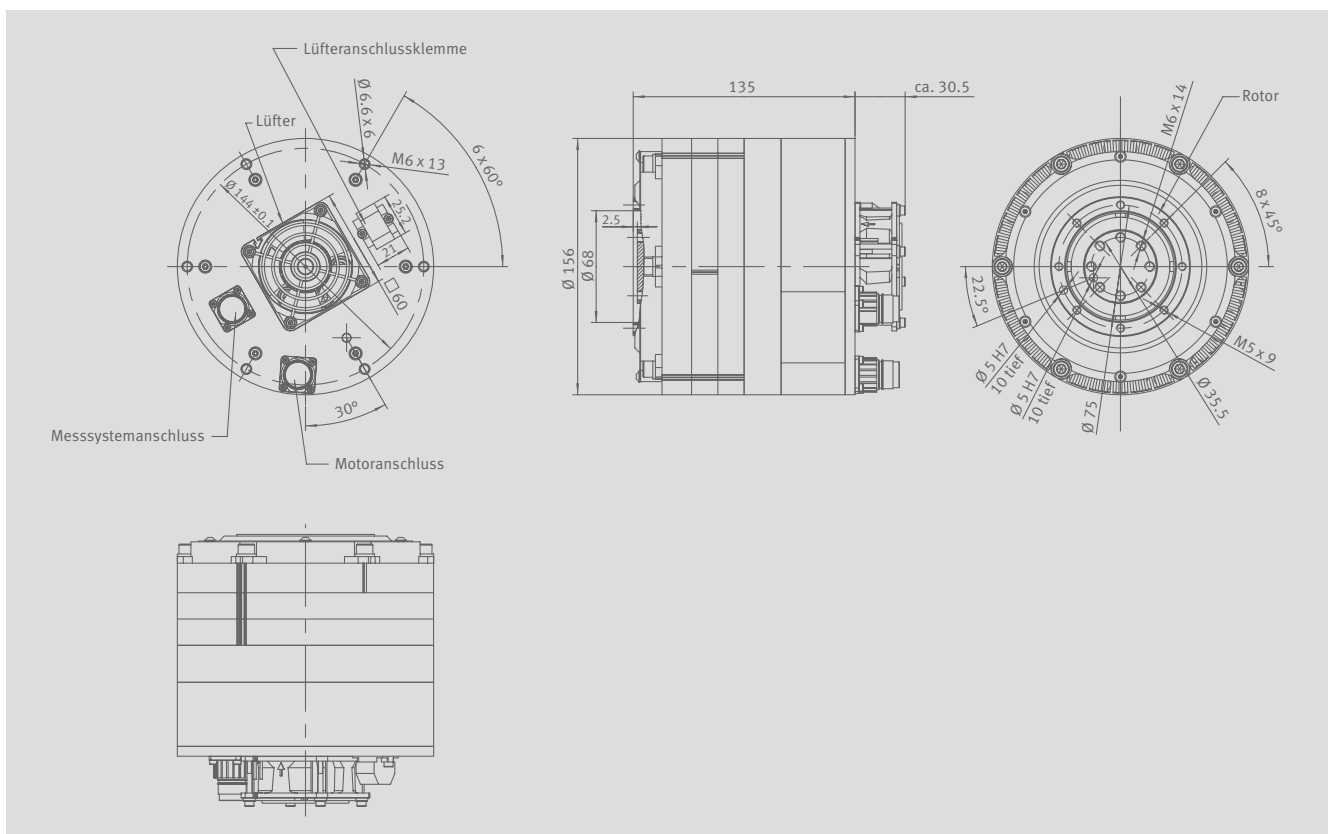 Lüfteranschlussklemme
Lüfter
Ø 6.6 x 6
M6 x 13
6 x 60°
Ø 144 ±0.1
25.2
21
□ 60
30°
Messsystemanschluss
Motoranschluss
135
ca. 30.5
2.5
Ø 156
Ø 68
M6 x 14
Rotor
8 x 45°
22.5°
Ø 5 H7
10 tief
Ø 5 H7
10 tief
Ø 75
Ø 35.5
M5 x 9